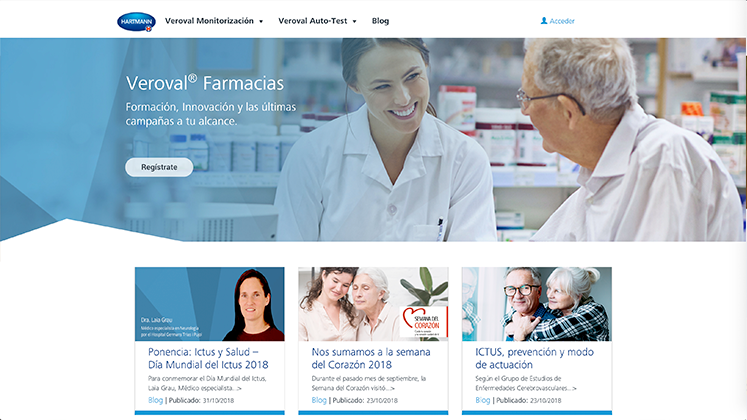 HARTMANN
Veroval Monitorización
Veroval Auto-Test
Blog
Acceder
Veroval® Farmacias
Formación, Innovación y las últimas
campañas a tu alcance.
Regístrate
Dra. Laia Grau
Médico especialista en Neurología
por el Hospital Germans Trias i Pujol
Ponencia: Ictus y Salud –
Día Mundial del Ictus 2018
Para conmemorar el Día Mundial del Ictus,
Laia Grau, Médico especialista...>
Blog | Publicado: 31/10/2018
SEMANA DEL
CORAZÓN
Nos sumamos a la semana
del Corazón 2018
Durante el pasado mes de septiembre, la
Semana del Corazón visitó...>
Blog | Publicado: 23/10/2018
ICTUS, prevención y modo
de actuación
Según el Grupo de Estudios de
Enfermedades Cerebrovasculares...>
Blog | Publicado: 23/10/2018